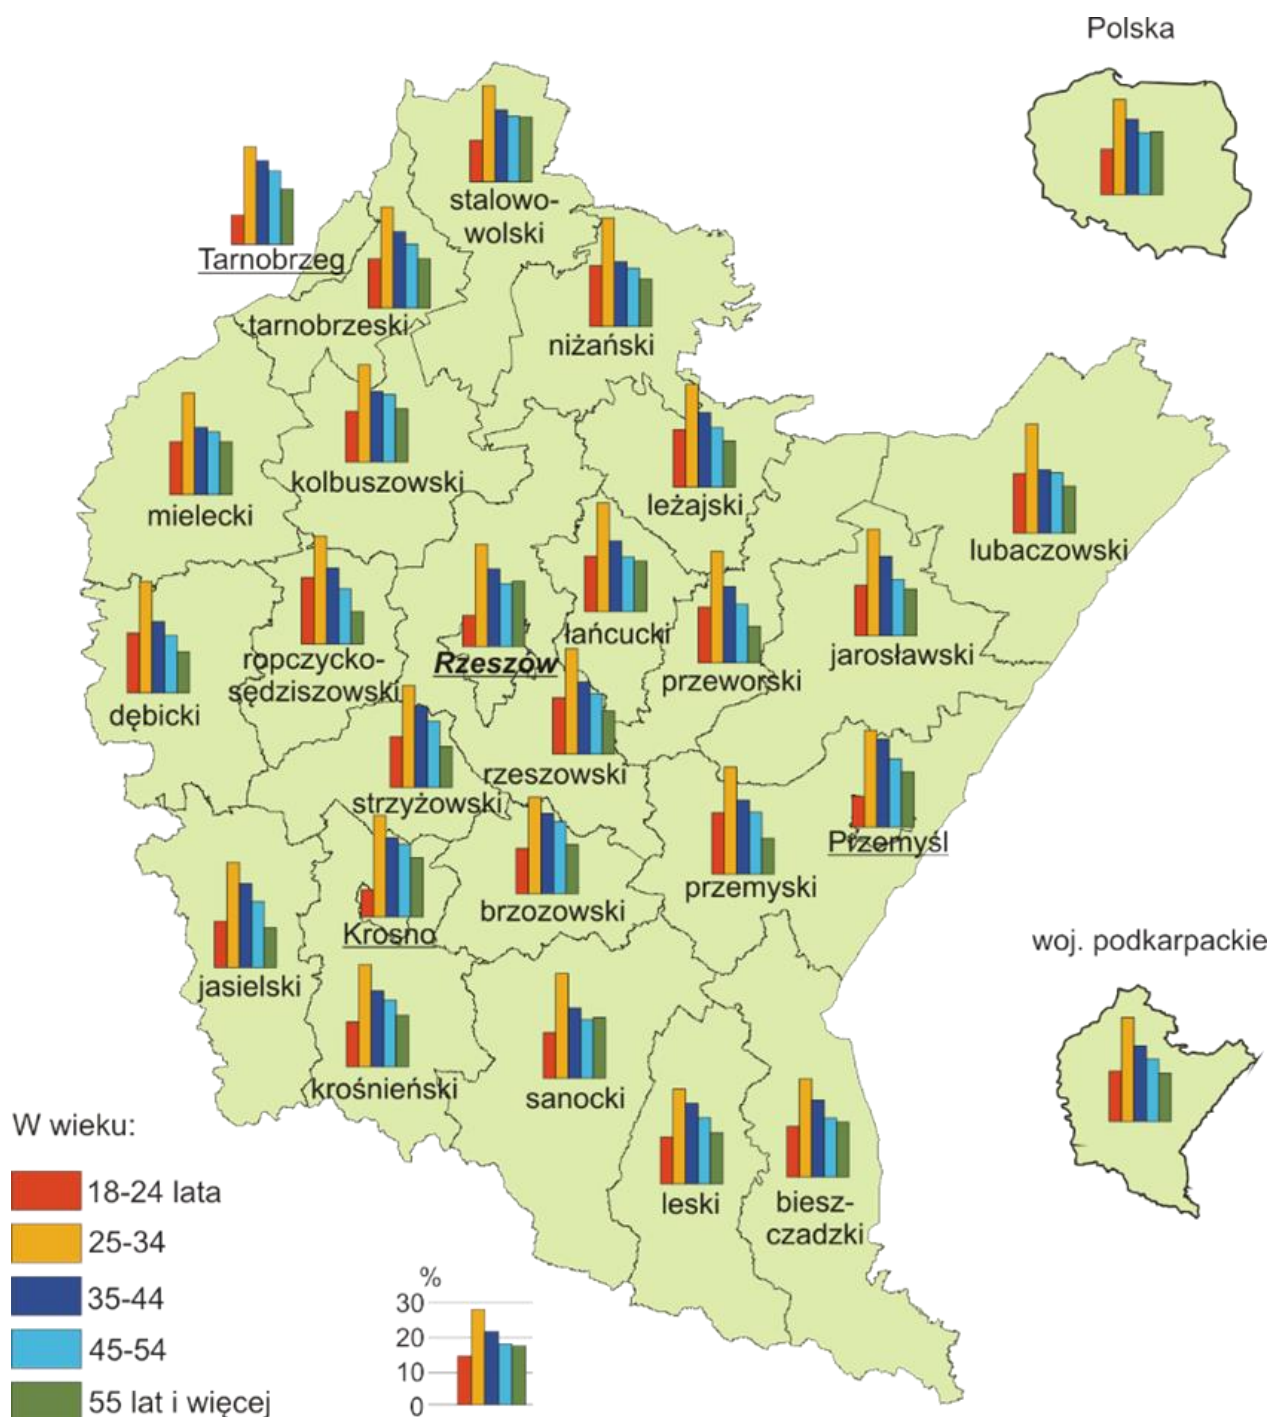 Polska
stalowo-
wolski
Tarnobrzeg
tarnobrzeski
niżański
kolbuszowski
mielecki
leżajski
lubaczowski
łańcucki
ropczycko-
sędziszowski
Rzeszów
przeworski
jarosławski
dębicki
rzeszowski
strzyżowski
Przemyśl
przemyski
brzozowski
Krosno
woj. podkarpackie
jasielski
krośnieński
sanocki
leski
biesz-
czadzki
W wieku:
18-24 lata
25-34
35-44
45-54
55 lat i więcej
%
30
20
10
0